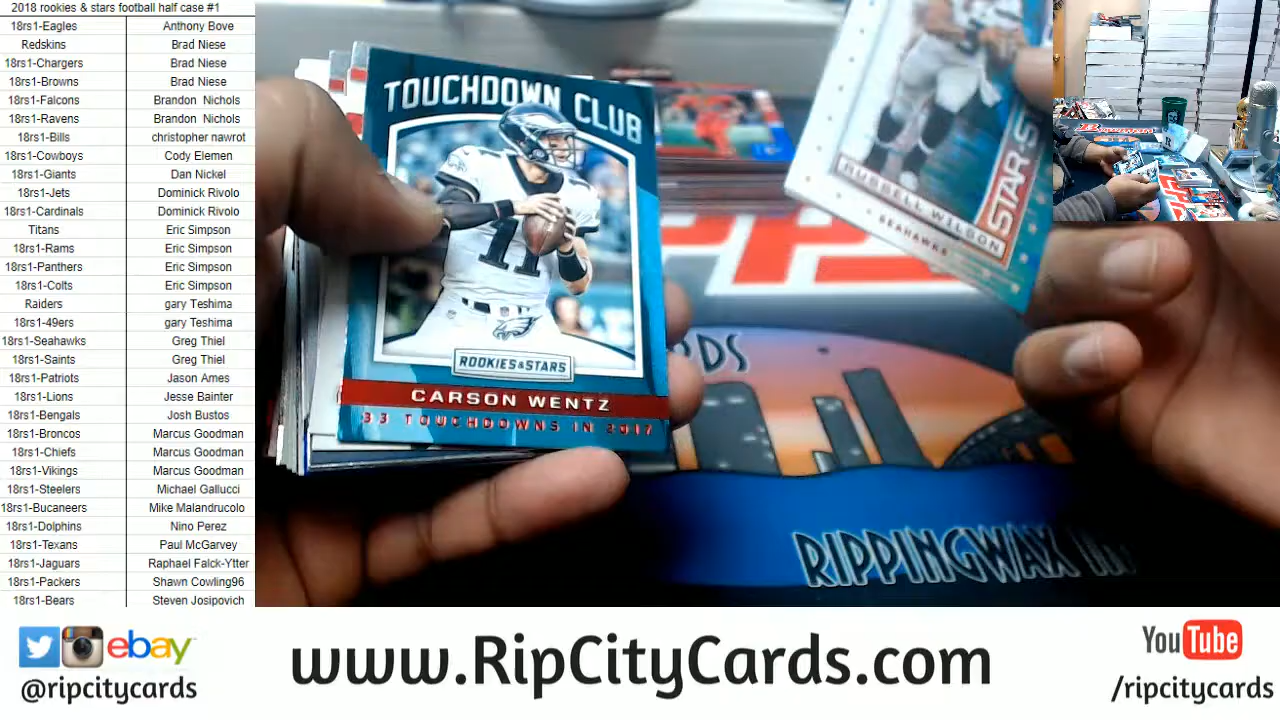 2018 rookies & stars football half case #1
18rs1-Eagles Anthony Bove
Redskins Brad Niese
18rs1-Chargers Brad Niese
18rs1-Browns Brad Niese
18rs1-Falcons Brandon Nichols
18rs1-Ravens Brandon Nichols
18rs1-Bills christopher nawrot
18rs1-Cowboys Cody Elemen
18rs1-Giants Dan Nickel
18rs1-Jets Dominick Rivolo
18rs1-Cardinals Dominick Rivolo
Titans Eric Simpson
18rs1-Rams Eric Simpson
18rs1-Panthers Eric Simpson
18rs1-Colts Eric Simpson
Raiders gary Teshima
18rs1-49ers gary Teshima
18rs1-Seahawks Greg Thiel
18rs1-Saints Greg Thiel
18rs1-Patriots Jason Ames
18rs1-Lions Jesse Bainter
18rs1-Bengals Josh Bustos
18rs1-Broncos Marcus Goodman
18rs1-Chiefs Marcus Goodman
18rs1-Vikings Marcus Goodman
18rs1-Steelers Michael Gallucci
18rs1-Bucaneers Mike Malandrucolo
18rs1-Dolphins Nino Perez
18rs1-Texans Paul McGarvey
18rs1-Jaguars Raphael Falck-Ytter
18rs1-Packers Shawn Cowling96
18rs1-Bears Steven Josipovich
TOUCHDOWN CLUB
11
ROOKIES & STARS
CARSON WENTZ
33 TOUCHDOWNS IN 2017
RUSSELL WILSON
SEAHAWKS
RIPPINGWAX
ebay
@ripcitycards
www.RipCityCards.com
YouTube
/ripcitycards